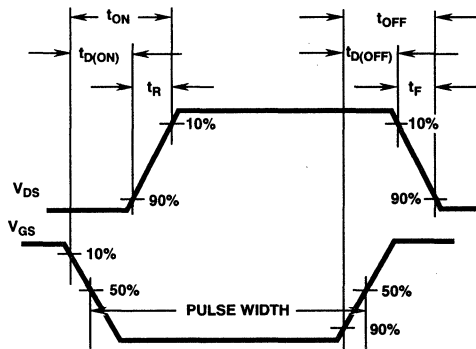 tON tOFF
tD(ON) tD(OFF)
tR tF
10% 10%
VDS 90% 90%
VGS
10%
50% PULSE WIDTH 50%
90%